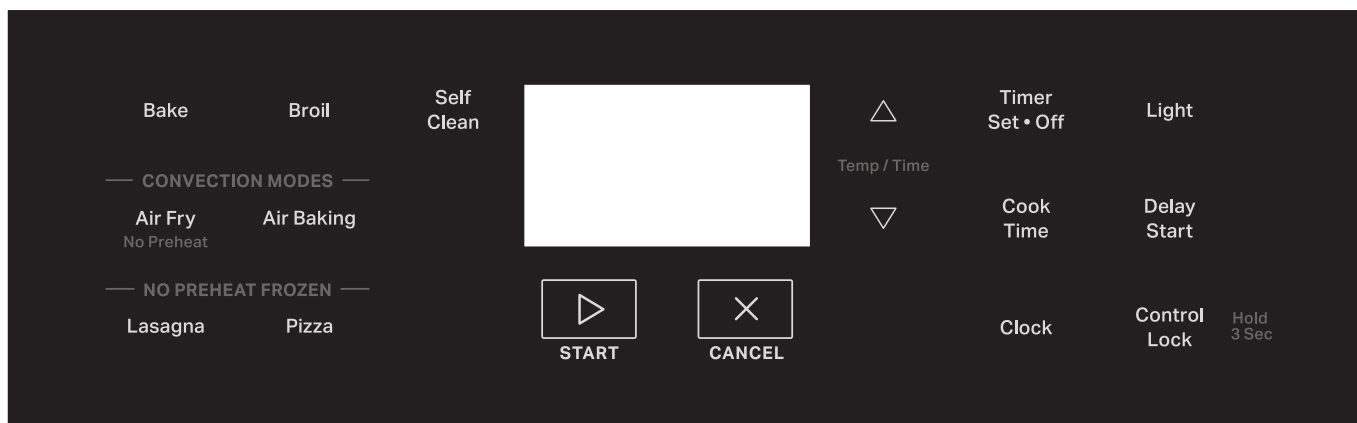 Bake
Broil
Self
Clean
CONVECTION MODES
Air Fry
No Preheat
Air Baking
NO PREHEAT FROZEN
Lasagna
Pizza
START
CANCEL
Temp / Time
Timer
Set • Off
Light
Cook
Time
Delay
Start
Clock
Control
Lock
Hold
3 Sec